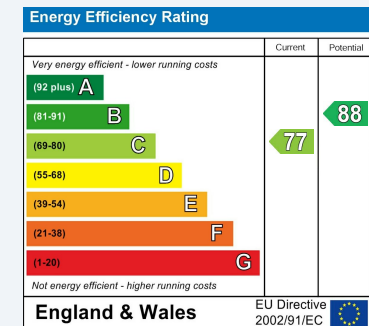 Energy Efficiency Rating
Current Potential
Very energy efficient - lower running costs
(92 plus) A
(81-91) B
88
(69-80) C
77
(55-68) D
(39-54) E
(21-38) F
(1-20) G
Not energy efficient - higher running costs
England & Wales
EU Directive
2002/91/EC